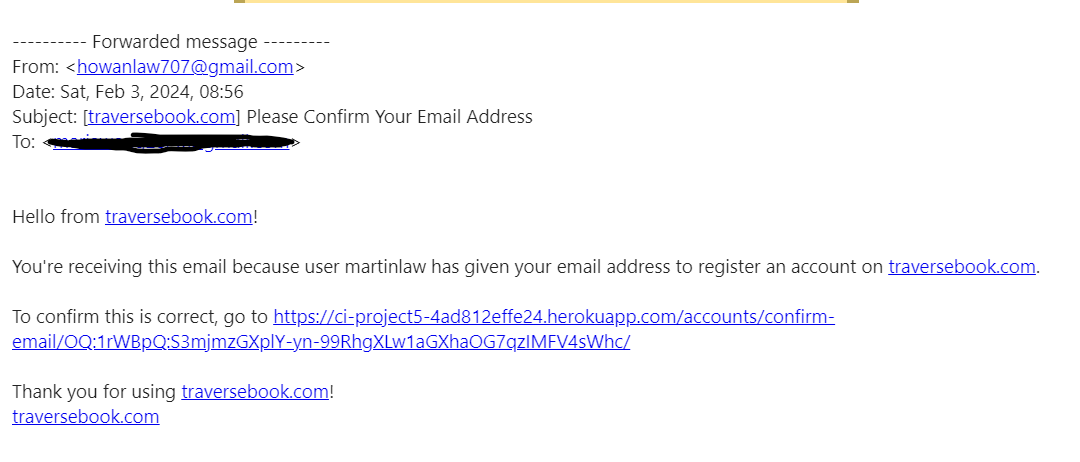 ---------- Forwarded message ---------
From: <howanlaw707@gmail.com>
Date: Sat, Feb 3, 2024, 08:56
Subject: [traversebook.com] Please Confirm Your Email Address
To: <
Hello from traversebook.com!
You're receiving this email because user martinlaw has given your email address to register an account on traversebook.com.
To confirm this is correct, go to https://ci-project5-4ad812effe24.herokuapp.com/accounts/confirm-
email/OQ:1rWBpQ:S3mjmzGXplY-yn-99RhgXLw1aGXhaOG7qzIMFV4sWhc/
Thank you for using traversebook.com!
traversebook.com